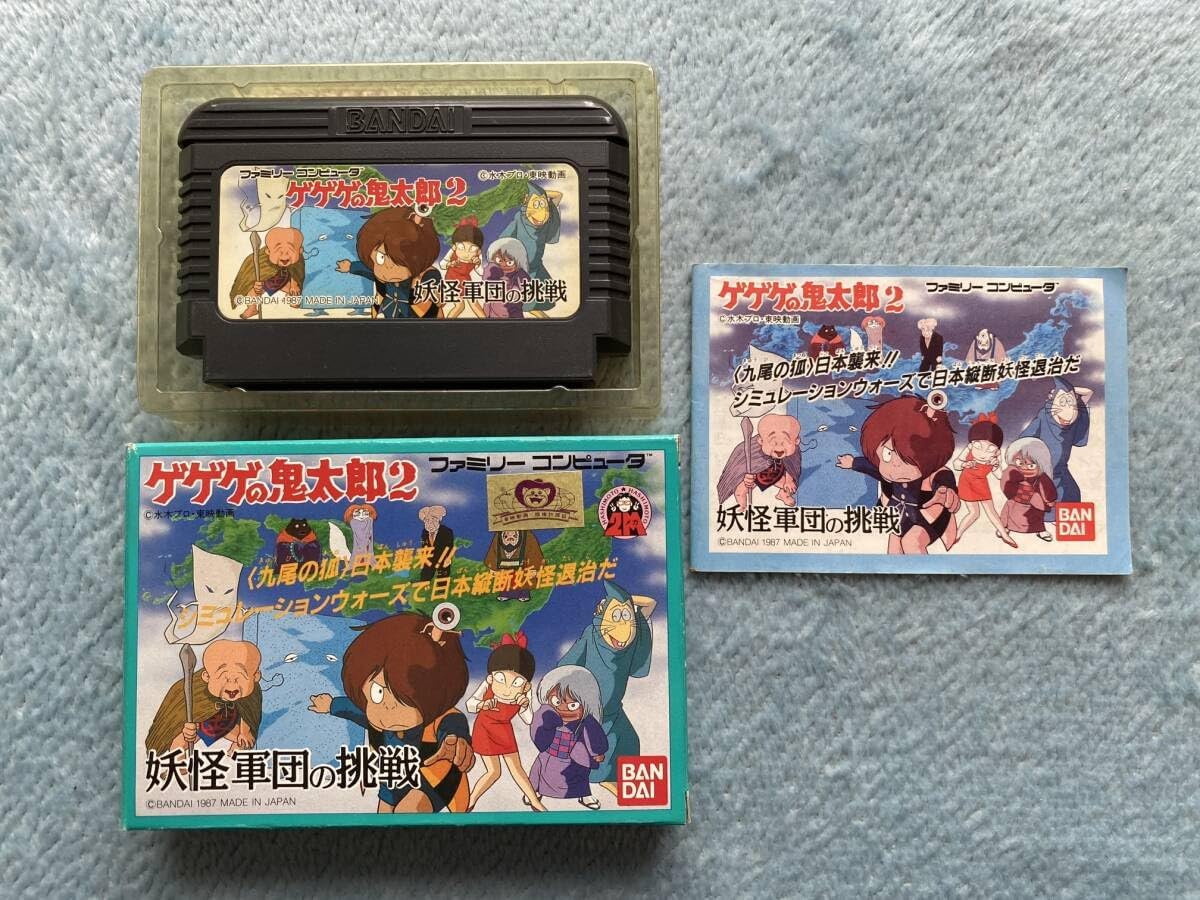 BANDAI
ファミリー コンピュータ
©水木プロ・東映動画
ゲゲゲの鬼太郎2
©BANDAI 1987 MADE IN JAPAN
妖怪軍団の挑戦
ゲゲゲの鬼太郎2
ファミリー コンピュータ™
©水木プロ・東映動画
〈九尾の狐〉日本襲来!!
シミュレーションウォーズで日本縦断妖怪退治だ
妖怪軍団の挑戦
©BANDAI 1987 MADE IN JAPAN
BAN
DAI
ゲゲゲの鬼太郎2
ファミリー コンピュータ™
©水木プロ・東映動画
HASHIMOTO
〈九尾の狐〉日本襲来!!
シミュレーションウォーズで日本縦断妖怪退治だ
妖怪軍団の挑戦
©BANDAI 1987 MADE IN JAPAN
BAN
DAI